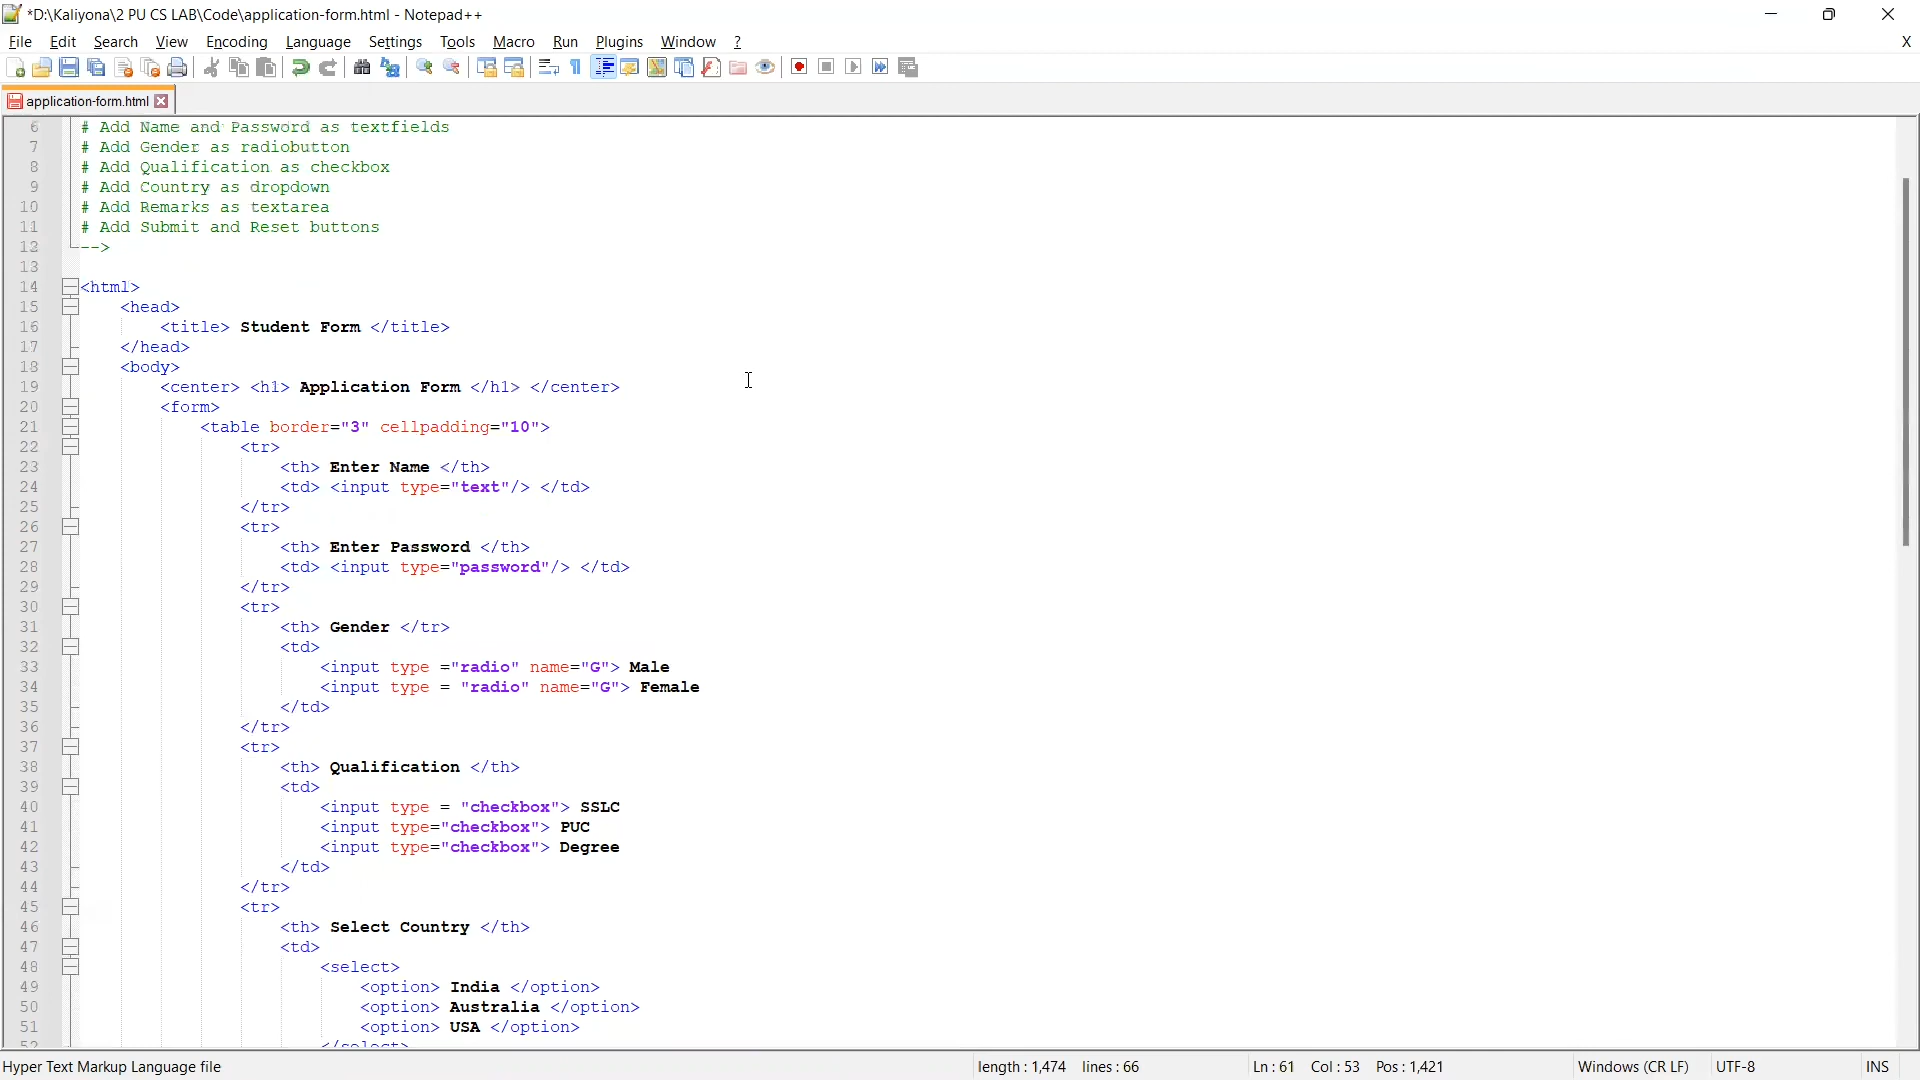 *D:\Kaliyona\2 PU CS LAB\Code\application-form.html - Notepad++
File Edit Search View Encoding Language Settings Tools Macro Run Plugins Window ? X
application-form.html
6 # Add Name and Password as textfields
7 # Add Gender as radiobutton
8 # Add Qualification as checkbox
9 # Add Country as dropdown
10 # Add Remarks as textarea
11 # Add Submit and Reset buttons
12 -->
13
14 <html>
15 <head>
16 <title> Student Form </title>
17 </head>
18 <body>
19 <center> <h1> Application Form </h1> </center>
20 <form>
21 <table border="3" cellpadding="10">
22 <tr>
23 <th> Enter Name </th>
24 <td> <input type="text"/> </td>
25 </tr>
26 <tr>
27 <th> Enter Password </th>
28 <td> <input type="password"/> </td>
29 </tr>
30 <tr>
31 <th> Gender </tr>
32 <td>
33 <input type ="radio" name="G"> Male
34 <input type = "radio" name="G"> Female
35 </td>
36 </tr>
37 <tr>
38 <th> Qualification </th>
39 <td>
40 <input type = "checkbox"> SSLC
41 <input type="checkbox"> PUC
42 <input type="checkbox"> Degree
43 </td>
44 </tr>
45 <tr>
46 <th> Select Country </th>
47 <td>
48 <select>
49 <option> India </option>
50 <option> Australia </option>
51 <option> USA </option>
52 </select>
Hyper Text Markup Language file length : 1,474 lines : 66 Ln : 61 Col : 53 Pos : 1,421 Windows (CR LF) UTF-8 INS